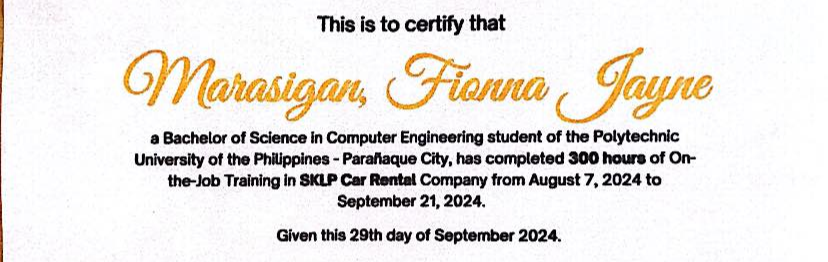 This is to certify that
Marasigan, Fionna Jayne
a Bachelor of Science in Computer Engineering student of the Polytechnic
University of the Philippines - Parañaque City, has completed 300 hours of On-
the-Job Training in SKLP Car Rental Company from August 7, 2024 to
September 21, 2024.
Given this 29th day of September 2024.